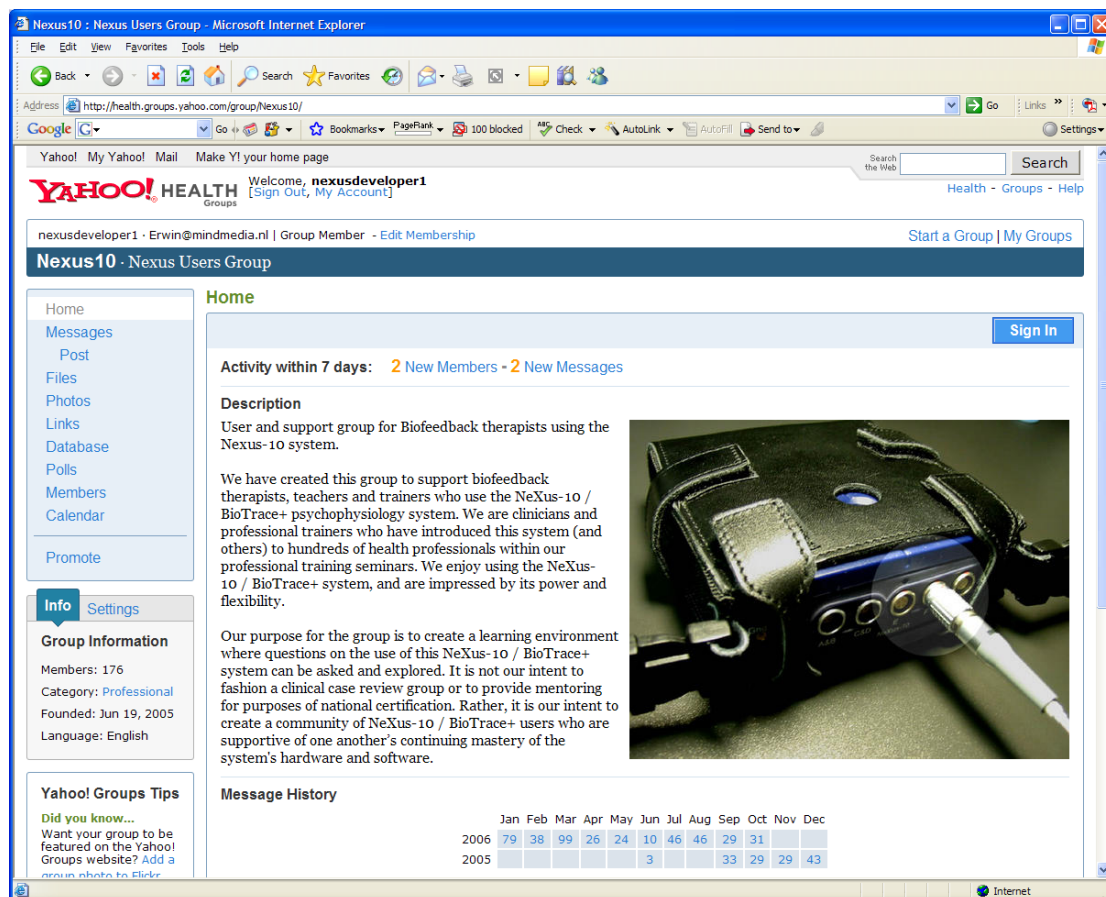 Nexus10 : Nexus Users Group - Microsoft Internet Explorer
File Edit View Favorites Tools Help
Back Search Favorites
Address http://health.groups.yahoo.com/group/Nexus10/ Go Links »
Google G Go Bookmarks PageRank 100 blocked ABC Check AutoLink AutoFill Send to Settings
Yahoo! My Yahoo! Mail Make Y! your home page
Search the Web Search
YAHOO! HEALTH Groups
Welcome, nexusdeveloper1
[Sign Out, My Account]
Health - Groups - Help
nexusdeveloper1 · Erwin@mindmedia.nl | Group Member - Edit Membership
Start a Group | My Groups
Nexus10 · Nexus Users Group
Home
Messages
Post
Files
Photos
Links
Database
Polls
Members
Calendar
Promote
Info Settings
Group Information
Members: 176
Category: Professional
Founded: Jun 19, 2005
Language: English
Yahoo! Groups Tips
Did you know...
Want your group to be
featured on the Yahoo!
Groups website? Add a
group photo to Flickr
Home
Sign In
Activity within 7 days: 2 New Members - 2 New Messages
Description
User and support group for Biofeedback therapists using the
Nexus-10 system.
We have created this group to support biofeedback
therapists, teachers and trainers who use the NeXus-10 /
BioTrace+ psychophysiology system. We are clinicians and
professional trainers who have introduced this system (and
others) to hundreds of health professionals within our
professional training seminars. We enjoy using the NeXus-
10 / BioTrace+ system, and are impressed by its power and
flexibility.
Our purpose for the group is to create a learning environment
where questions on the use of this NeXus-10 / BioTrace+
system can be asked and explored. It is not our intent to
fashion a clinical case review group or to provide mentoring
for purposes of national certification. Rather, it is our intent to
create a community of NeXus-10 / BioTrace+ users who are
supportive of one another's continuing mastery of the
system's hardware and software.
A&B C&D E
NeXus-10
Message History
Jan Feb Mar Apr May Jun Jul Aug Sep Oct Nov Dec
2006 79 38 99 26 24 10 46 46 29 31
2005 3 33 29 29 43
Internet